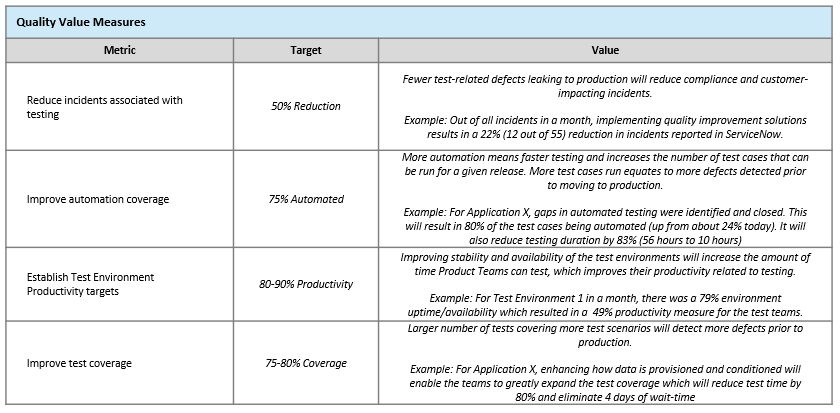 Quality Value Measures
Metric
Target
Value
Reduce incidents associated with
testing
50% Reduction
Fewer test-related defects leaking to production will reduce compliance and customer-
impacting incidents.
Example: Out of all incidents in a month, implementing quality improvement solutions
results in a 22% (12 out of 55) reduction in incidents reported in ServiceNow.
Improve automation coverage
75% Automated
More automation means faster testing and increases the number of test cases that can
be run for a given release. More test cases run equates to more defects detected prior
to moving to production.
Example: For Application X, gaps in automated testing were identified and closed. This
will result in 80% of the test cases being automated (up from about 24% today). It will
also reduce testing duration by 83% (56 hours to 10 hours)
Establish Test Environment
Productivity targets
80-90% Productivity
Improving stability and availability of the test environments will increase the amount of
time Product Teams can test, which improves their productivity related to testing.
Example: For Test Environment 1 in a month, there was a 79% environment
uptime/availability which resulted in a 49% productivity measure for the test teams.
Improve test coverage
75-80% Coverage
Larger number of tests covering more test scenarios will detect more defects prior to
production.
Example: For Application X, enhancing how data is provisioned and conditioned will
enable the teams to greatly expand the test coverage which will reduce test time by
80% and eliminate 4 days of wait-time